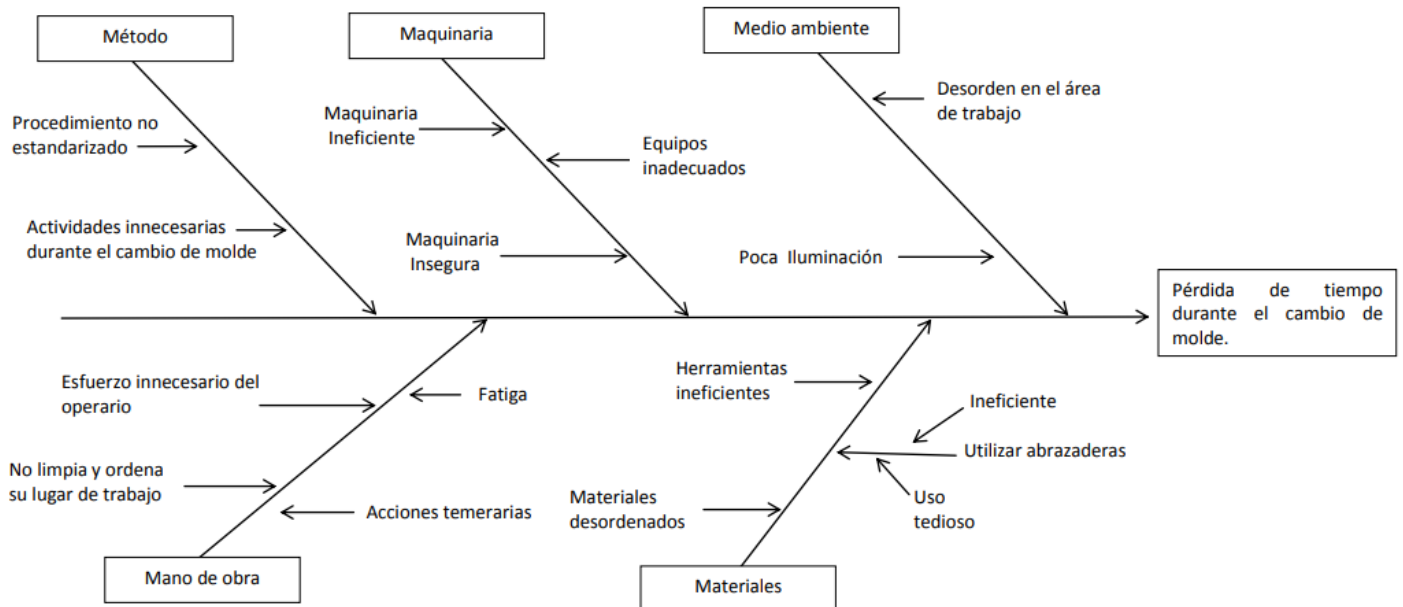 Método
Maquinaria
Medio ambiente
Procedimiento no
estandarizado
Actividades innecesarias
durante el cambio de molde
Maquinaria
Ineficiente
Equipos
inadecuados
Maquinaria
Insegura
Desorden en el área
de trabajo
Poca Iluminación
Pérdida de tiempo
durante el cambio de
molde.
Esfuerzo innecesario del
operario
Fatiga
No limpia y ordena
su lugar de trabajo
Acciones temerarias
Mano de obra
Herramientas
ineficientes
Ineficiente
Utilizar abrazaderas
Uso
tedioso
Materiales
desordenados
Materiales